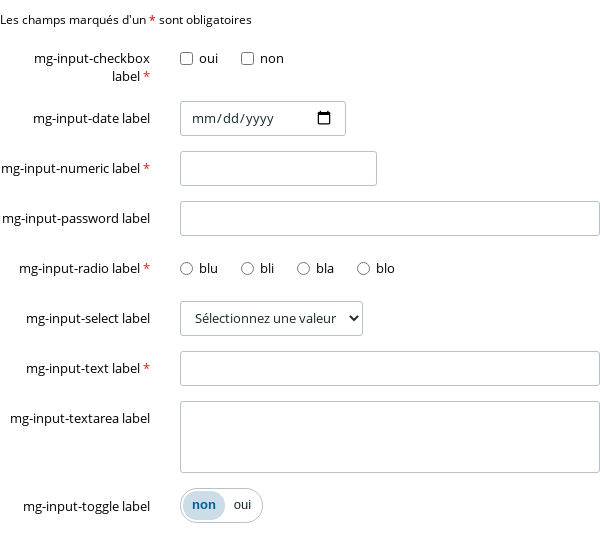 Les champs marqués d'un * sont obligatoires
mg-input-checkbox label * oui non
mg-input-date label mm/dd/yyyy
mg-input-numeric label *
mg-input-password label
mg-input-radio label * blu bli bla blo
mg-input-select label Sélectionnez une valeur
mg-input-text label *
mg-input-textarea label
mg-input-toggle label non oui